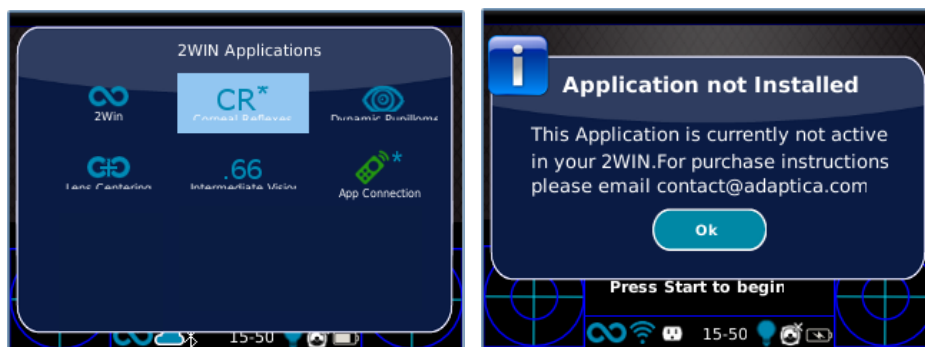 2WIN Applications
2Win
CR*
Corneal Reflexes
Dynamic Pupillome
Lens Centering
.66
Intermediate Vision
*
App Connection
15-50
i
Application not Installed
This Application is currently not active
in your 2WIN.For purchase instructions
please email contact@adaptica.com
Ok
Press Start to begin
15-50